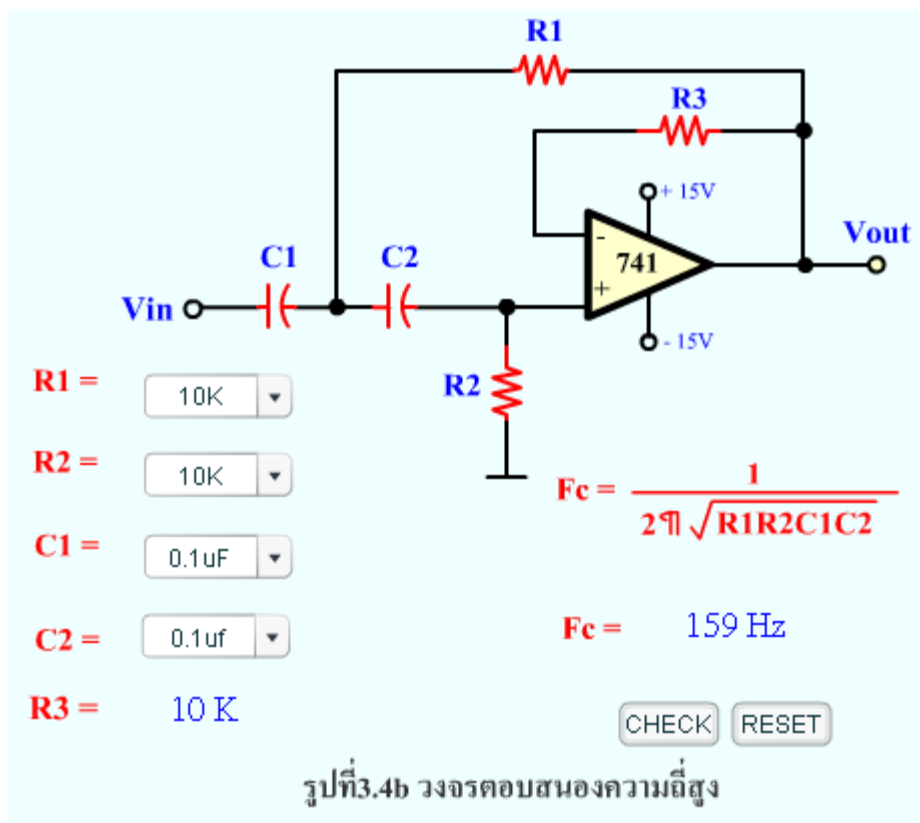 R1
R3
+ 15V
Vout
C1
C2
-
741
+
Vin
- 15V
R1 =
10K
R2
R2 =
10K
Fc =
1
2¶ √R1R2C1C2
C1 =
0.1uF
C2 =
0.1uf
Fc =
159 Hz
R3 =
10 K
CHECK
RESET
รูปที่3.4b วงจรตอบสนองความถี่สูง